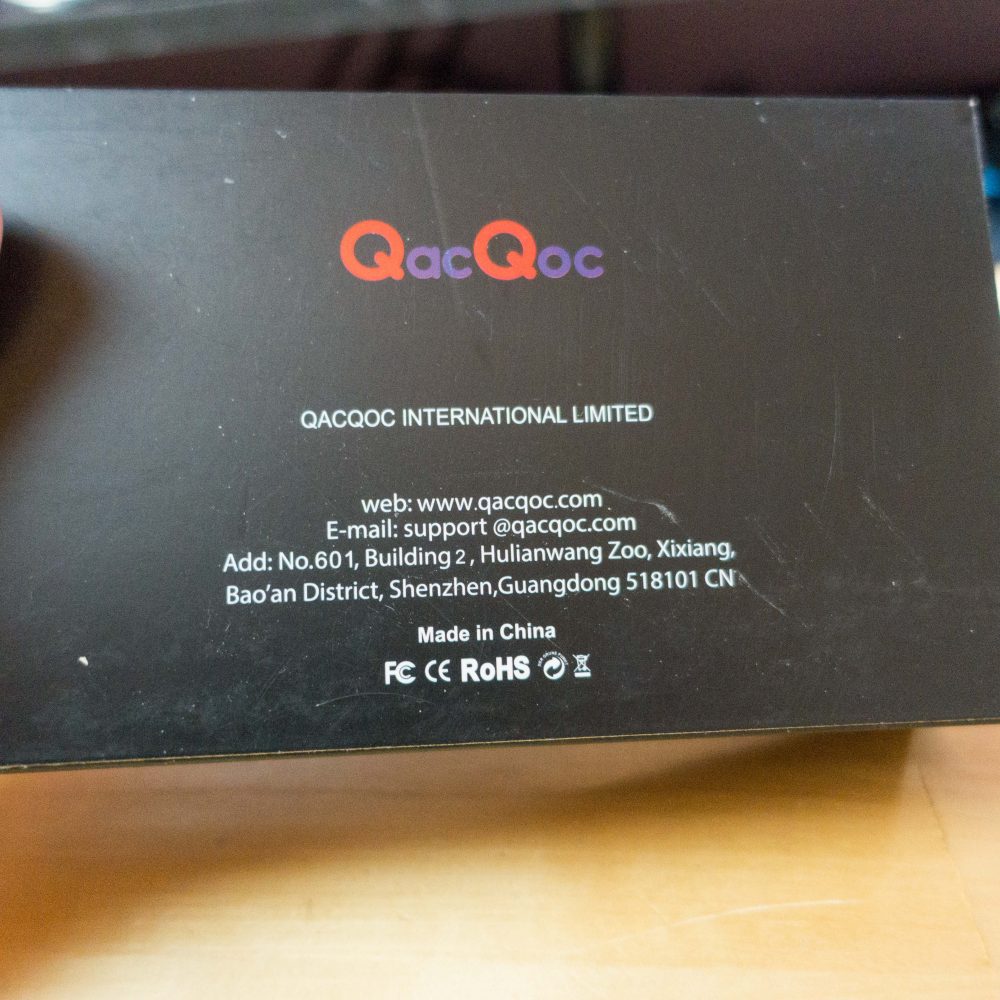 QacQoc
QACQOC INTERNATIONAL LIMITED
web: www.qacqoc.com
E-mail: support @qacqoc.com
Add: No.601, Building 2 , Hulianwang Zoo, Xixiang,
Bao'an District, Shenzhen,Guangdong 518101 CN
Made in China
FC CE RoHS